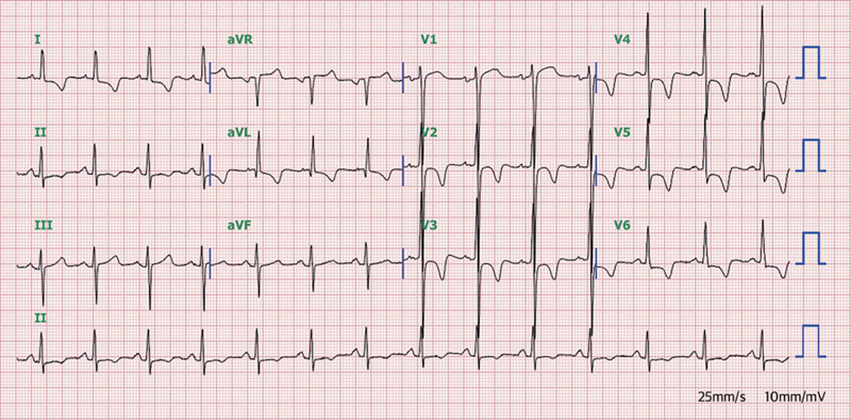 I aVR V1 V4
II aVL V2 V5
III aVF V3 V6
II
25mm/s 10mm/mV